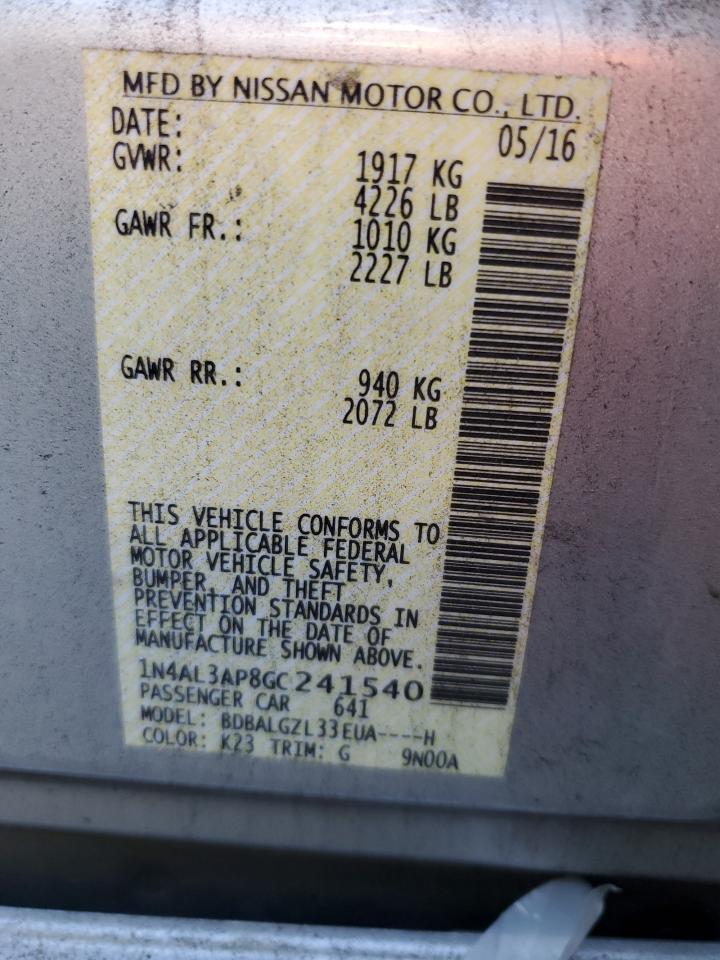 MFD BY NISSAN MOTOR CO., LTD.
DATE: 05/16
GVWR: 1917 KG
4226 LB
GAWR FR.: 1010 KG
2227 LB
GAWR RR.: 940 KG
2072 LB
THIS VEHICLE CONFORMS TO
ALL APPLICABLE FEDERAL
MOTOR VEHICLE SAFETY,
BUMPER, AND THEFT
PREVENTION STANDARDS IN
EFFECT ON THE DATE OF
MANUFACTURE SHOWN ABOVE.
1N4AL3AP8GC241540
PASSENGER CAR 641
MODEL: BDBALGZL33EUA----H
COLOR: K23 TRIM: G 9N00A